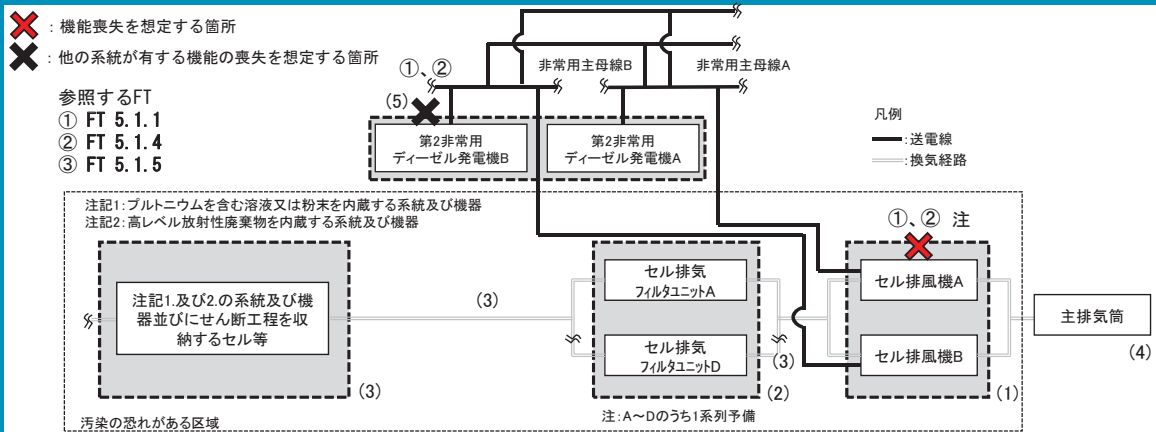 ：機能喪失を想定する箇所
：他の系統が有する機能の喪失を想定する箇所
参照するFT
① FT 5.1.1
② FT 5.1.4
③ FT 5.1.5
①、②
(5)
非常用主母線B
非常用主母線A
第2非常用
ディーゼル発電機B
第2非常用
ディーゼル発電機A
凡例
：送電線
：換気経路
注記1：プルトニウムを含む溶液又は粉末を内蔵する系統及び機器
注記2：高レベル放射性廃棄物を内蔵する系統及び機器
注記1.及び2.の系統及び機
器並びにせん断工程を収
納するセル等
(3)
(3)
セル排気
フィルタユニットA
セル排気
フィルタユニットD
(3)
(2)
①、② 注
セル排風機A
セル排風機B
(1)
主排気筒
(4)
汚染の恐れがある区域
注：A～Dのうち1系列予備